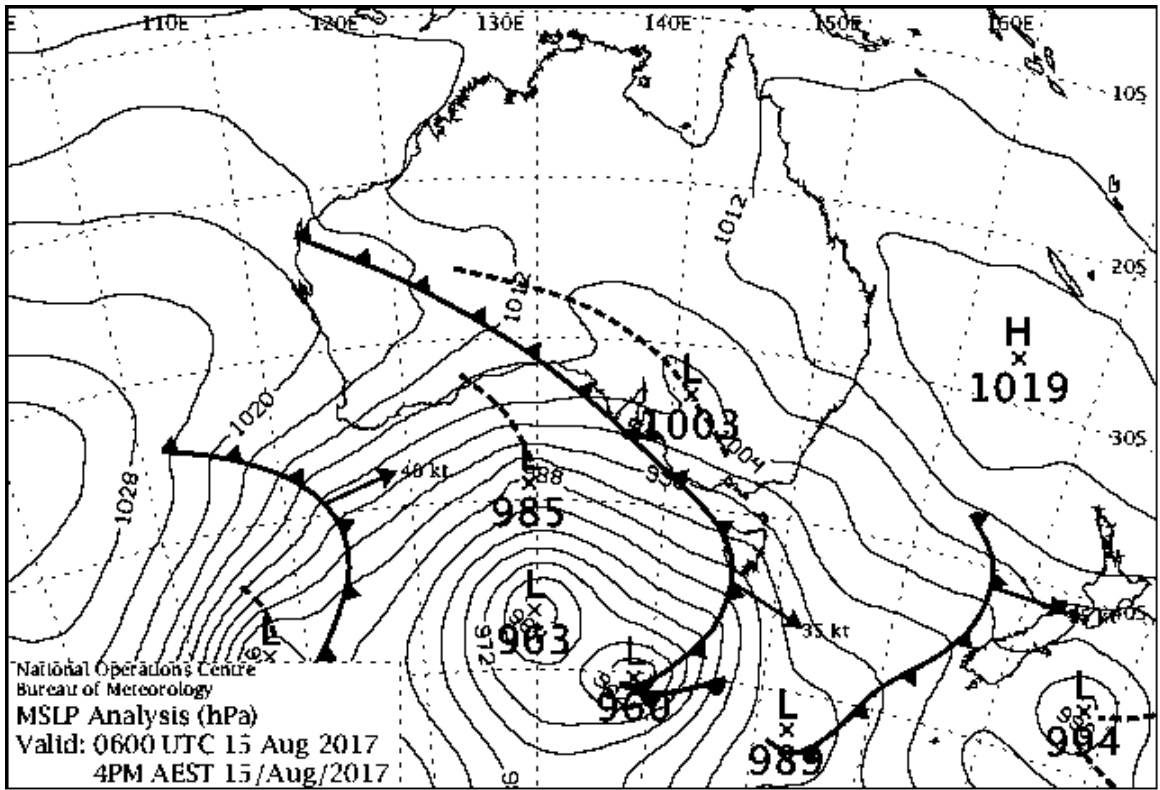 110E 120E 130E 140E 150E 160E
10S
1012
20S
1012
H
1019
L
1003
1020
1004
30S
40 kt
988
L
985
1028
L
963
972
35 kt
40S
L
960
L
L
989
L
994
National Operations Centre
Bureau of Meteorology
MSLP Analysis (hPa)
Valid: 0600 UTC 15 Aug 2017
4PM AEST 15/Aug/2017